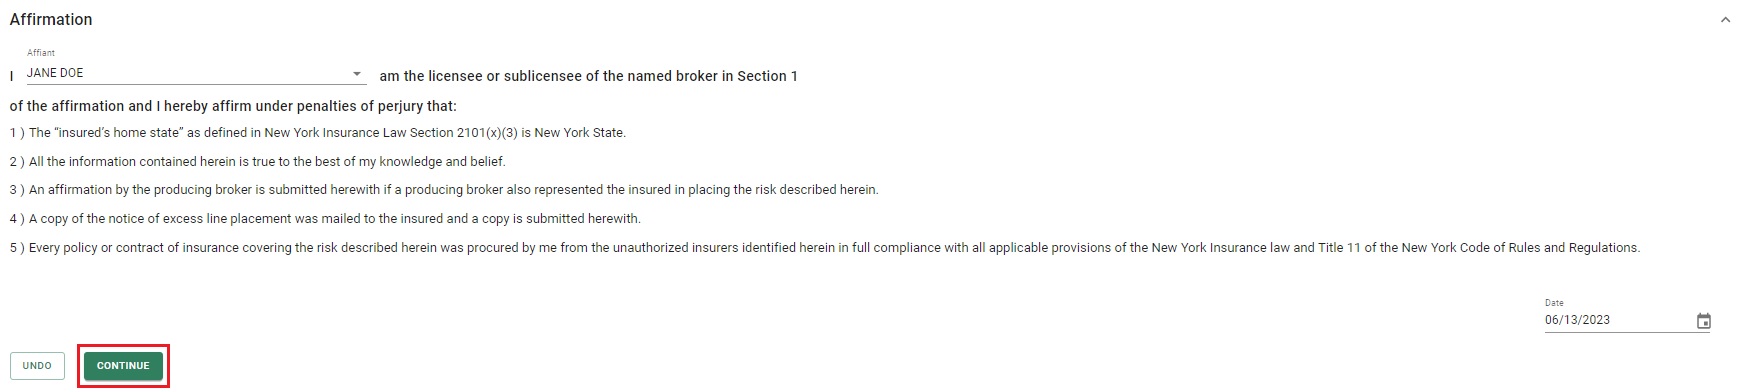 Affirmation
Affiant
I JANE DOE am the licensee or sublicensee of the named broker in Section 1
of the affirmation and I hereby affirm under penalties of perjury that:
1 ) The “insured’s home state” as defined in New York Insurance Law Section 2101(x)(3) is New York State.
2 ) All the information contained herein is true to the best of my knowledge and belief.
3 ) An affirmation by the producing broker is submitted herewith if a producing broker also represented the insured in placing the risk described herein.
4 ) A copy of the notice of excess line placement was mailed to the insured and a copy is submitted herewith.
5 ) Every policy or contract of insurance covering the risk described herein was procured by me from the unauthorized insurers identified herein in full compliance with all applicable provisions of the New York Insurance law and Title 11 of the New York Code of Rules and Regulations.
Date
06/13/2023
UNDO CONTINUE